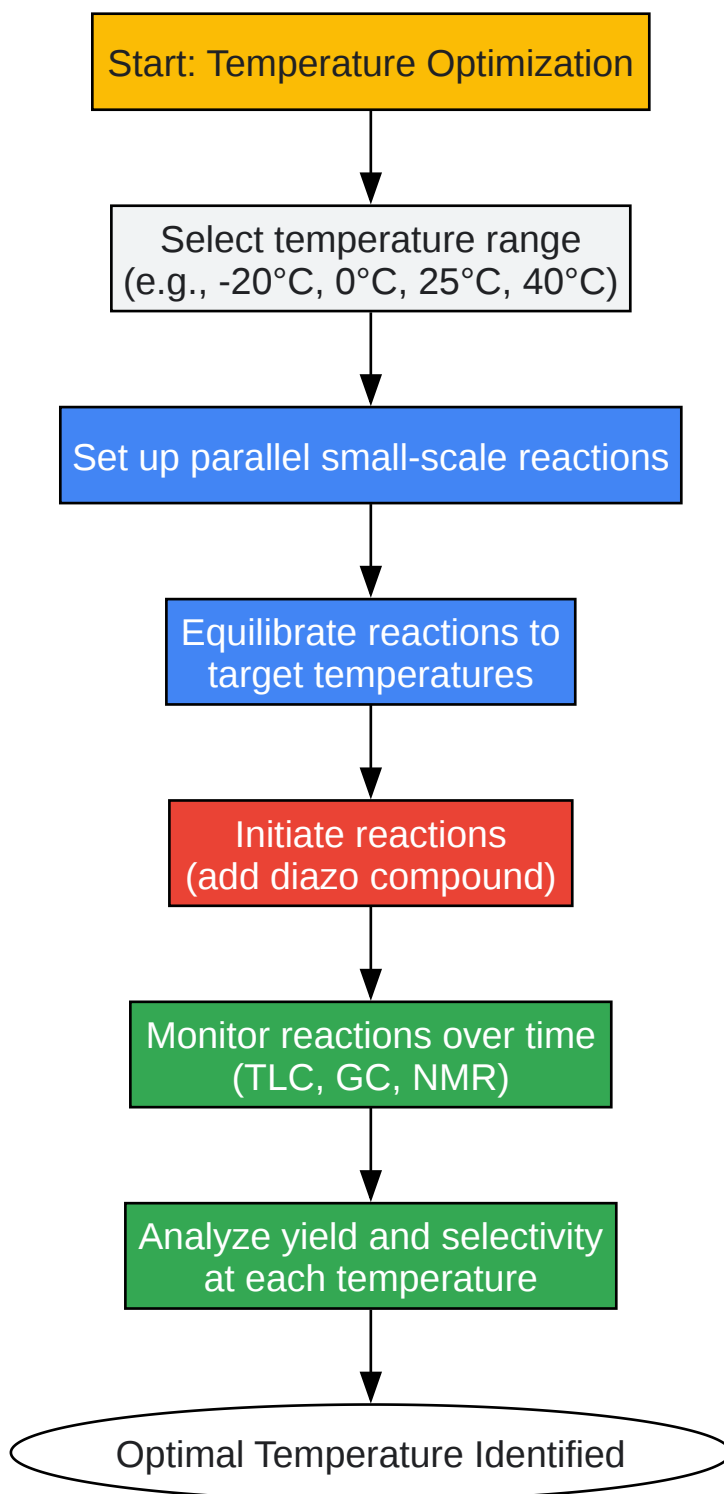 Start: Temperature Optimization
Select temperature range
(e.g., -20°C, 0°C, 25°C, 40°C)
Set up parallel small-scale reactions
Equilibrate reactions to
target temperatures
Initiate reactions
(add diazo compound)
Monitor reactions over time
(TLC, GC, NMR)
Analyze yield and selectivity
at each temperature
Optimal Temperature Identified